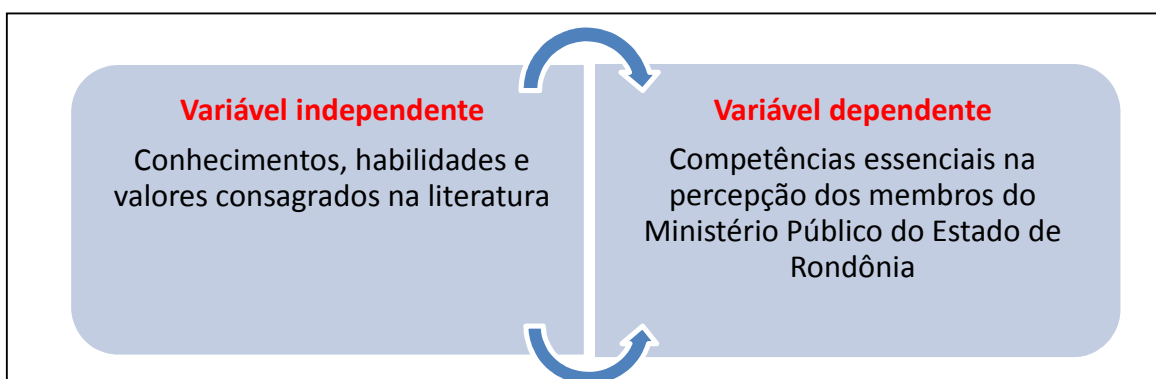 Variável independente
Conhecimentos, habilidades e
valores consagrados na literatura
Variável dependente
Competências essenciais na
percepção dos membros do
Ministério Público do Estado de
Rondônia